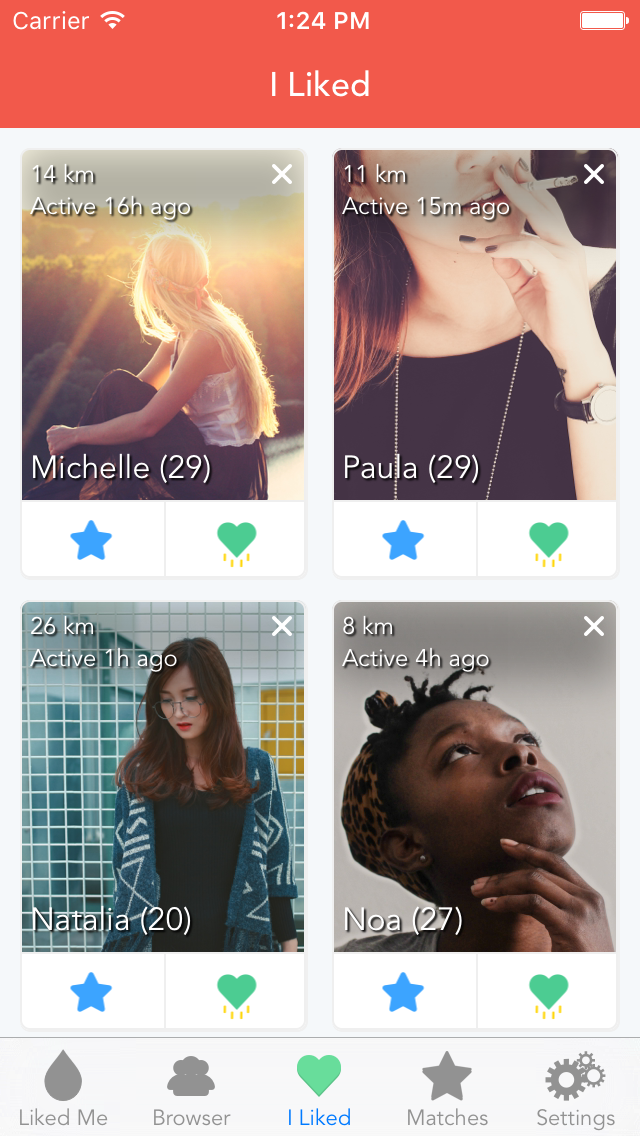 Carrier 1:24 PM
I Liked
14 km
Active 16h ago
Michelle (29)
11 km
Active 15m ago
Paula (29)
26 km
Active 1h ago
Natalia (20)
8 km
Active 4h ago
Noa (27)
Liked Me Browser I Liked Matches Settings